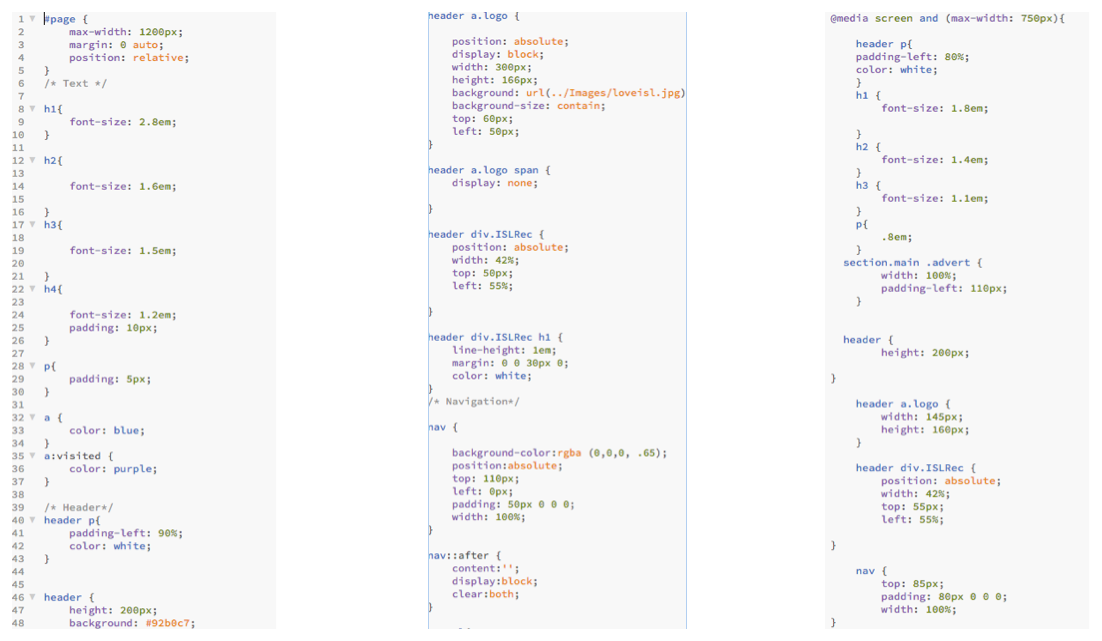 1 #page {
2 max-width: 1200px;
3 margin: 0 auto;
4 position: relative;
5 }
6 /* Text */
7
8 h1{
9 font-size: 2.8em;
10 }
11
12 h2{
13
14 font-size: 1.6em;
15
16 }
17 h3{
18
19 font-size: 1.5em;
20
21 }
22 h4{
23
24 font-size: 1.2em;
25 padding: 10px;
26 }
27
28 p{
29 padding: 5px;
30 }
31
32 a {
33 color: blue;
34 }
35 a:visited {
36 color: purple;
37 }
38
39 /* Header*/
40 header p{
41 padding-left: 90%;
42 color: white;
43 }
44
45
46 header {
47 height: 200px;
48 background: #92b0c7;
header a.logo {
position: absolute;
display: block;
width: 300px;
height: 166px;
background: url(../Images/loveisl.jpg)
background-size: contain;
top: 60px;
left: 50px;
}
header a.logo span {
display: none;
}
header div.ISLRec {
position: absolute;
width: 42%;
top: 50px;
left: 55%;
}
header div.ISLRec h1 {
line-height: 1em;
margin: 0 0 30px 0;
color: white;
}
/* Navigation*/
nav {
background-color:rgba (0,0,0, .65);
position:absolute;
top: 110px;
left: 0px;
padding: 50px 0 0 0;
width: 100%;
}
nav::after {
content:'';
display:block;
clear:both;
}
@media screen and (max-width: 750px){
header p{
padding-left: 80%;
color: white;
}
h1 {
font-size: 1.8em;
}
h2 {
font-size: 1.4em;
}
h3 {
font-size: 1.1em;
}
p{
.8em;
}
section.main .advert {
width: 100%;
padding-left: 110px;
}
header {
height: 200px;
}
header a.logo {
width: 145px;
height: 160px;
}
header div.ISLRec {
position: absolute;
width: 42%;
top: 55px;
left: 55%;
}
nav {
top: 85px;
padding: 80px 0 0 0;
width: 100%;
}